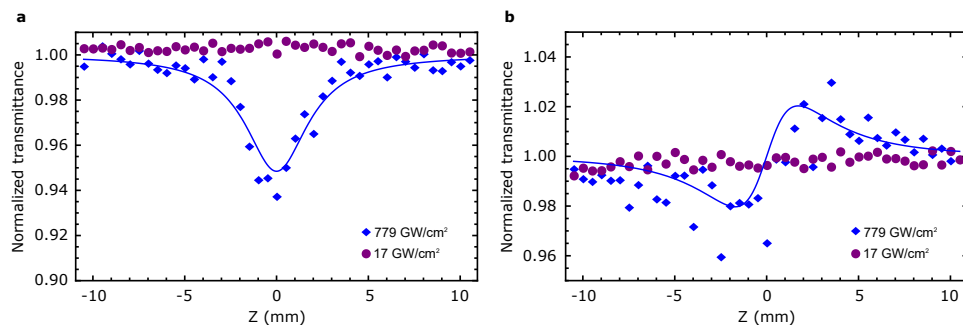 a
Normalized transmittance
1.00
0.98
0.96
0.94
0.92
0.90
-10
-5
0
5
10
Z (mm)
779 GW/cm²
17 GW/cm²
b
Normalized transmittance
1.04
1.02
1.00
0.98
0.96
-10
-5
0
5
10
Z (mm)
779 GW/cm²
17 GW/cm²